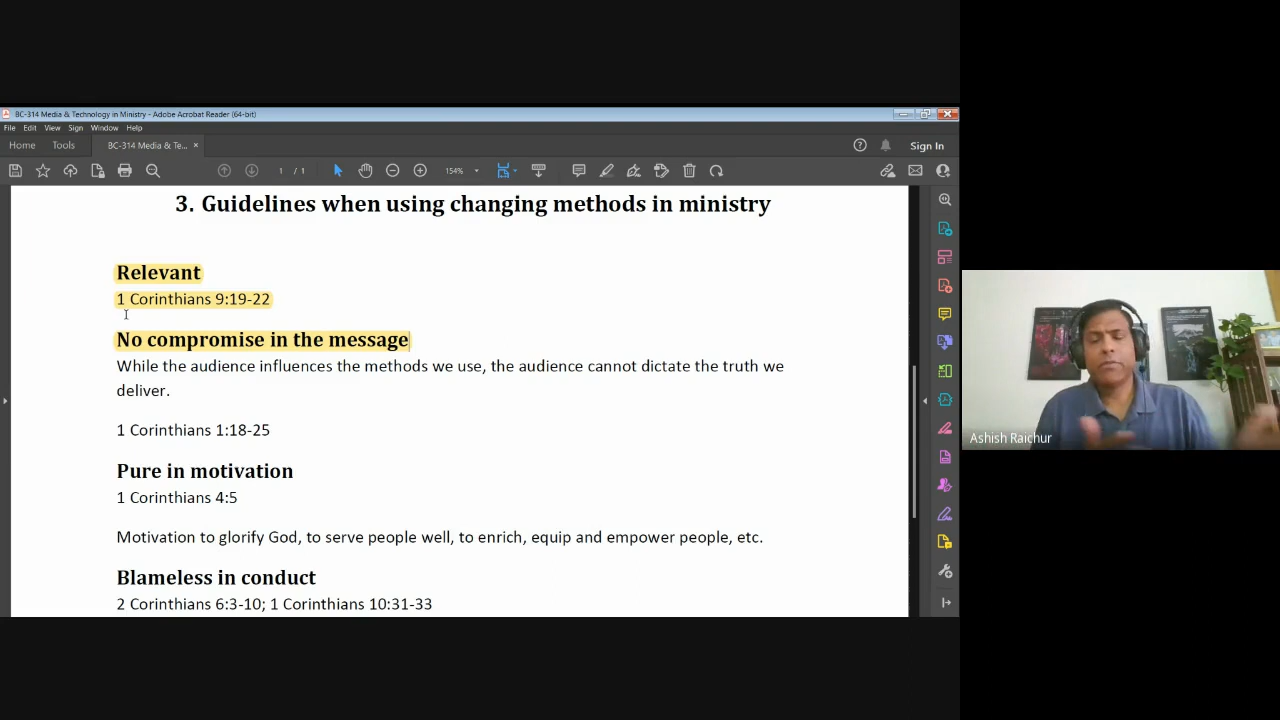 BC-314 Media & Technology in Ministry - Adobe Acrobat Reader (64-bit)
File Edit View Sign Window Help
Home Tools BC-314 Media & Te... × Sign In
1 / 1 154%
3. Guidelines when using changing methods in ministry
Relevant
1 Corinthians 9:19-22
No compromise in the message
While the audience influences the methods we use, the audience cannot dictate the truth we
deliver.
1 Corinthians 1:18-25
Pure in motivation
1 Corinthians 4:5
Motivation to glorify God, to serve people well, to enrich, equip and empower people, etc.
Blameless in conduct
2 Corinthians 6:3-10; 1 Corinthians 10:31-33
Ashish Raichur